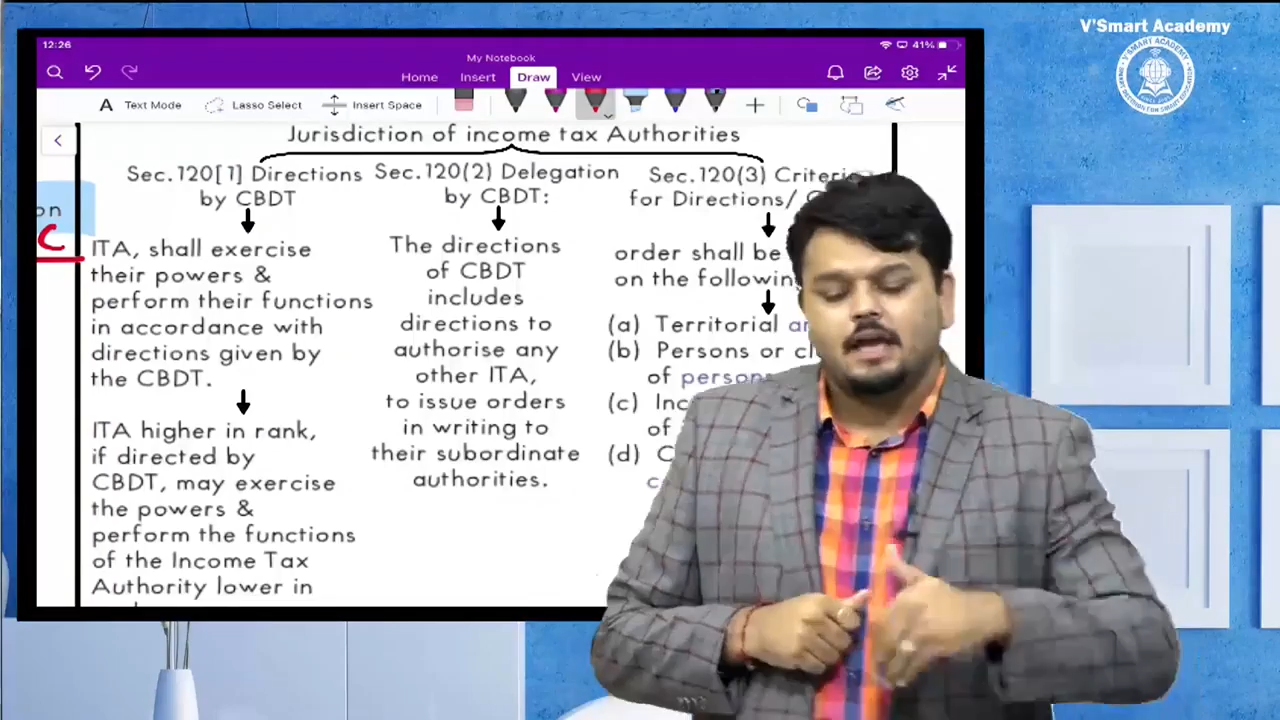 V'Smart Academy
12:26
41%
My Notebook
Home Insert Draw View
Text Mode Lasso Select Insert Space
Jurisdiction of income tax Authorities
Sec.120[1] Directions
by CBDT
ITA, shall exercise
their powers &
perform their functions
in accordance with
directions given by
the CBDT.
ITA higher in rank,
if directed by
CBDT, may exercise
the powers &
perform the functions
of the Income Tax
Authority lower in
Sec.120(2) Delegation
by CBDT:
The directions
of CBDT
includes
directions to
authorise any
other ITA,
to issue orders
in writing to
their subordinate
authorities.
Sec.120(3)
for Directions/
order shall be
on the
(a) Territorial
(b) Persons or
of
(c)
of
(d)
on
C